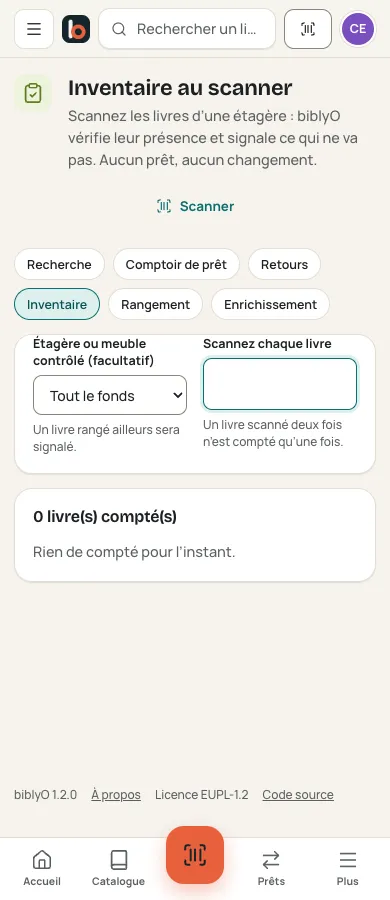 b
Rechercher un li...
CE
Inventaire au scanner
Scannez les livres d'une étagère : biblyO
vérifie leur présence et signale ce qui ne va
pas. Aucun prêt, aucun changement.
Scanner
Recherche
Comptoir de prêt
Retours
Inventaire
Rangement
Enrichissement
Étagère ou meuble
contrôlé (facultatif)
Tout le fonds
Un livre rangé ailleurs sera
signalé.
Scannez chaque livre
Un livre scanné deux fois
n'est compté qu'une fois.
0 livre(s) compté(s)
Rien de compté pour l'instant.
biblyO 1.2.0 À propos Licence EUPL-1.2 Code source
Accueil
Catalogue
Prêts
Plus